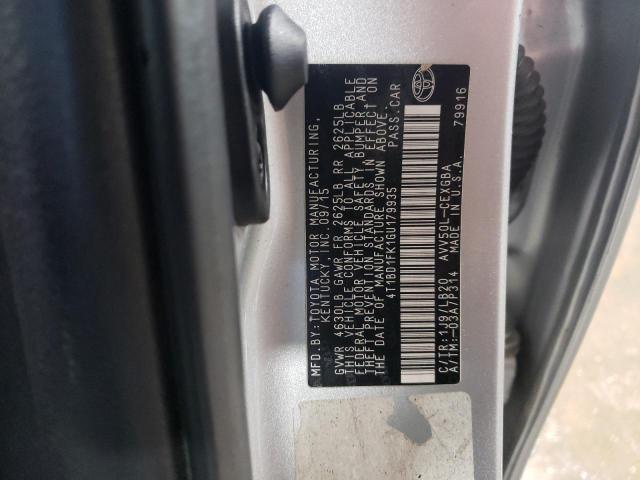 MFD.BY:TOYOTA MOTOR MANUFACTURING,
KENTUCKY,INC.09/15
GVWR 4630LB GAWR FR 2625LB RR 2625LB
THIS VEHICLE CONFORMS TO ALL APPLICABLE
FEDERAL MOTOR VEHICLE SAFETY, BUMPER, AND
THEFT PREVENTION STANDARDS IN EFFECT ON
THE DATE OF MANUFACTURE SHOWN ABOVE.
4T1BD1FK1GU179935 PASS.CAR
C/TR:1J9/LB20 AVV50L-CEXGBA
A/TM:-03A7P314 MADE IN U.S.A. 79916